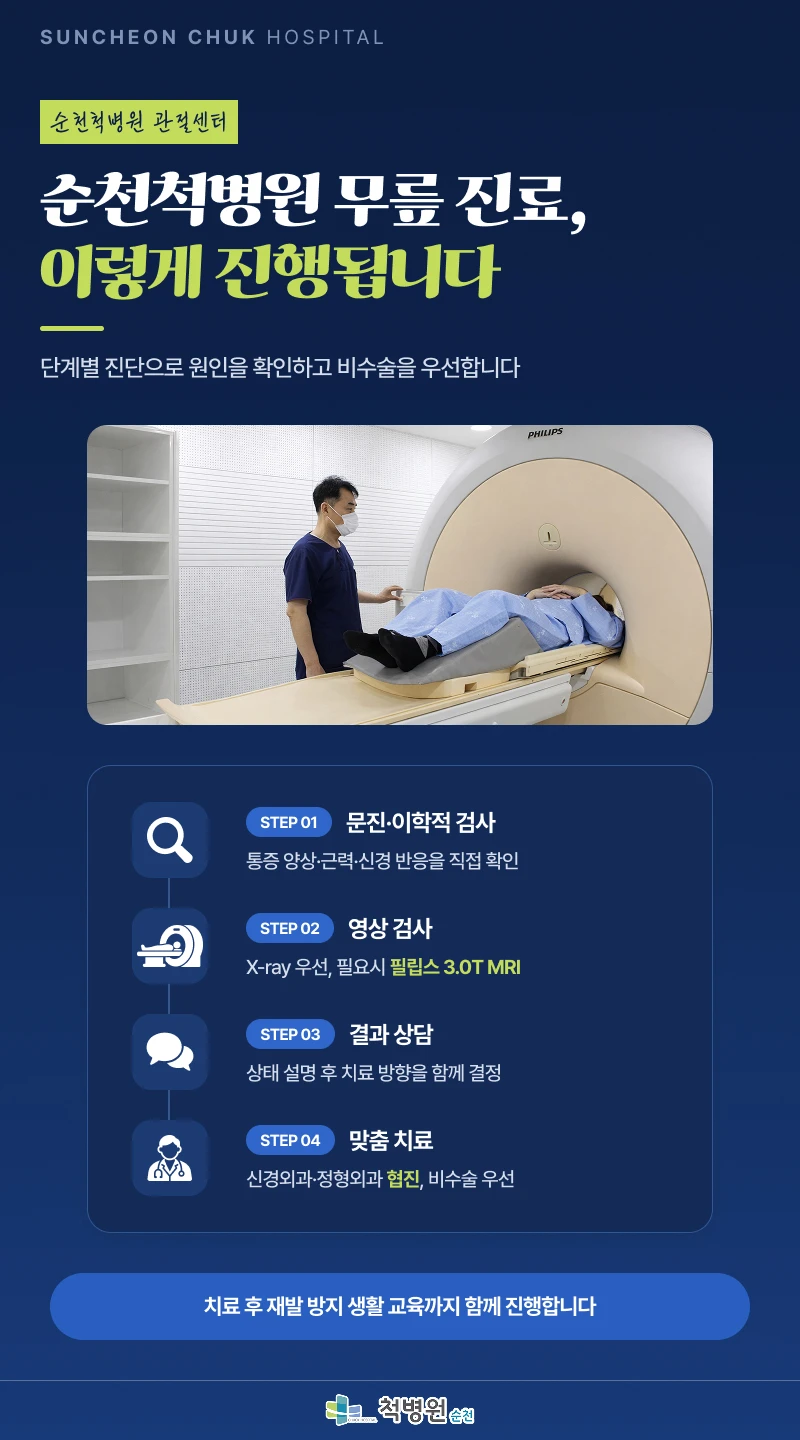 SUNCHEON CHUK HOSPITAL
순천척병원 관절센터
순천척병원 무릎 진료,
이렇게 진행됩니다
단계별 진단으로 원인을 확인하고 비수술을 우선합니다
PHILIPS
STEP 01 문진·이학적 검사
통증 양상·근력·신경 반응을 직접 확인
STEP 02 영상 검사
X-ray 우선, 필요시 필립스 3.0T MRI
STEP 03 결과 상담
상태 설명 후 치료 방향을 함께 결정
STEP 04 맞춤 치료
신경외과·정형외과 협진, 비수술 우선
치료 후 재발 방지 생활 교육까지 함께 진행합니다
척병원 순천